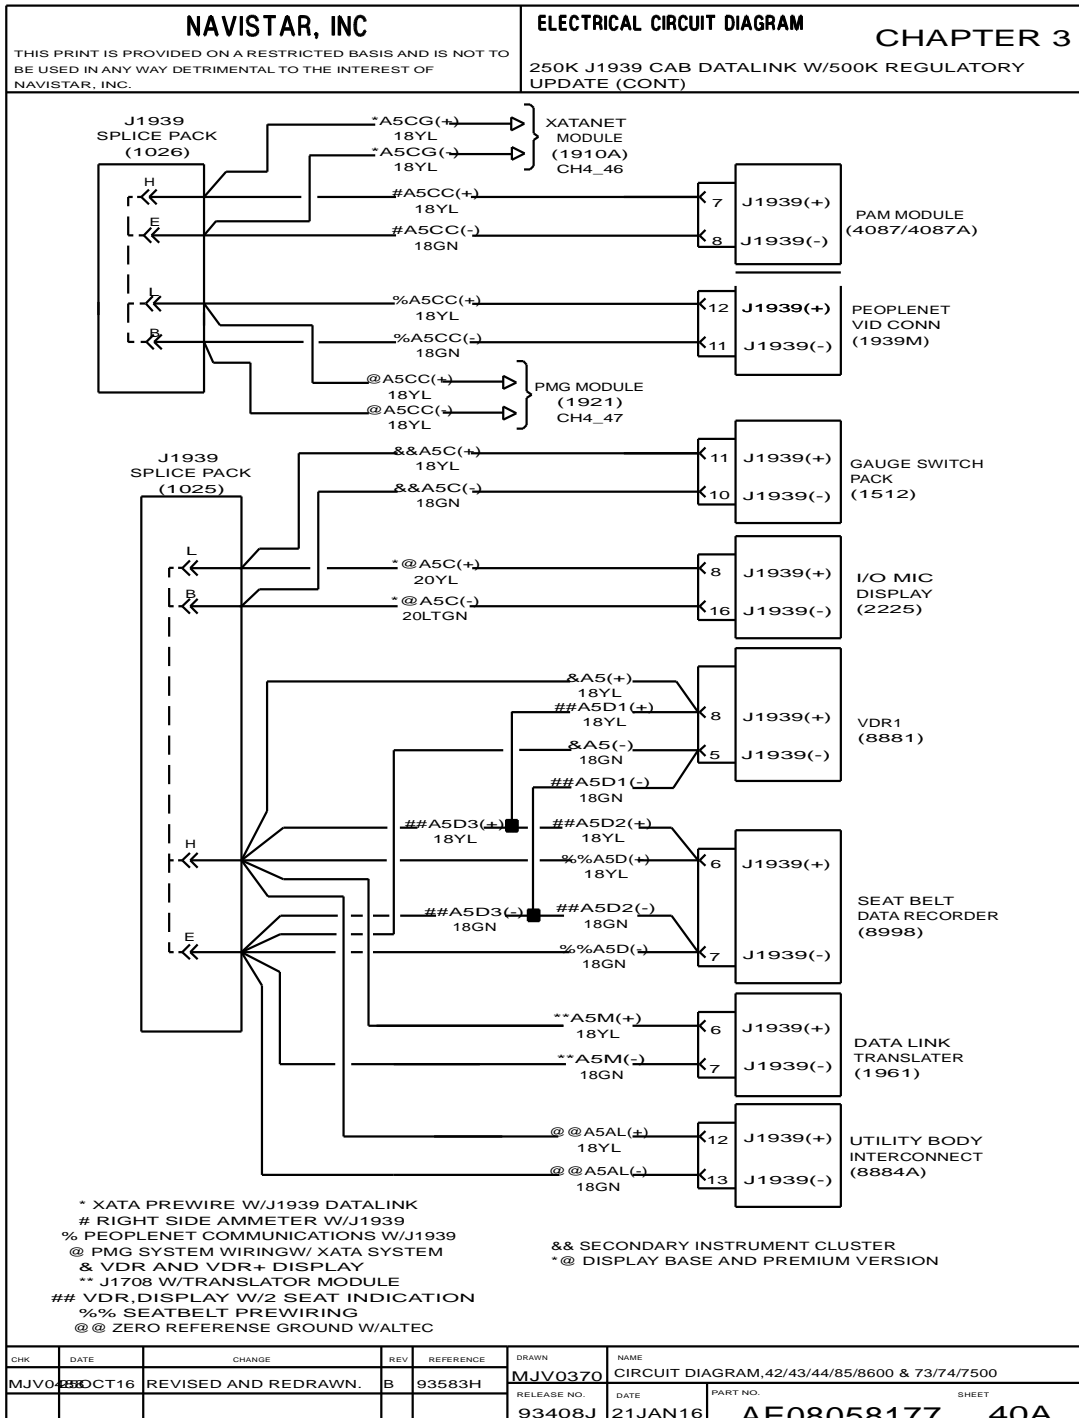 NAVISTAR, INC
THIS PRINT IS PROVIDED ON A RESTRICTED BASIS AND IS NOT TO
BE USED IN ANY WAY DETRIMENTAL TO THE INTEREST OF
NAVISTAR, INC.
ELECTRICAL CIRCUIT DIAGRAM
CHAPTER 3
250K J1939 CAB DATALINK W/500K REGULATORY
UPDATE (CONT)
J1939
SPLICE PACK
(1026)
H
E
L
B
*A5CG(+)
18YL
*A5CG(-)
18YL
XATANET
MODULE
(1910A)
CH4_46
#A5CC(+)
18YL
#A5CC(-)
18GN
7 J1939(+)
8 J1939(-)
PAM MODULE
(4087/4087A)
%A5CC(+)
18YL
%A5CC(-)
18GN
12 J1939(+)
11 J1939(-)
PEOPLENET
VID CONN
(1939M)
@A5CC(+)
18YL
@A5CC(-)
18YL
PMG MODULE
(1921)
CH4_47
J1939
SPLICE PACK
(1025)
L
B
H
E
&&A5C(+)
18YL
&&A5C(-)
18GN
11 J1939(+)
10 J1939(-)
GAUGE SWITCH
PACK
(1512)
*@A5C(+)
20YL
*@A5C(-)
20LTGN
8 J1939(+)
16 J1939(-)
I/O MIC
DISPLAY
(2225)
&A5(+)
18YL
##A5D1(+)
18YL
&A5(-)
18GN
##A5D1(-)
18GN
8 J1939(+)
5 J1939(-)
VDR1
(8881)
##A5D3(+)
18YL
##A5D2(+)
18YL
%%A5D(+)
18YL
##A5D3(-)
18GN
##A5D2(-)
18GN
%%A5D(-)
18GN
6 J1939(+)
7 J1939(-)
SEAT BELT
DATA RECORDER
(8998)
**A5M(+)
18YL
**A5M(-)
18GN
6 J1939(+)
7 J1939(-)
DATA LINK
TRANSLATER
(1961)
@@A5AL(+)
18YL
@@A5AL(-)
18GN
12 J1939(+)
13 J1939(-)
UTILITY BODY
INTERCONNECT
(8884A)
* XATA PREWIRE W/J1939 DATALINK
# RIGHT SIDE AMMETER W/J1939
% PEOPLENET COMMUNICATIONS W/J1939
@ PMG SYSTEM WIRINGW/ XATA SYSTEM
& VDR AND VDR+ DISPLAY
** J1708 W/TRANSLATOR MODULE
## VDR,DISPLAY W/2 SEAT INDICATION
%% SEATBELT PREWIRING
@@ ZERO REFERENSE GROUND W/ALTEC
&& SECONDARY INSTRUMENT CLUSTER
*@ DISPLAY BASE AND PREMIUM VERSION
CHK DATE CHANGE REV REFERENCE
REVISED AND REDRAWN. B 93583H
DRAWN
MJV0370
NAME
CIRCUIT DIAGRAM,42/43/44/85/8600 & 73/74/7500
RELEASE NO.
93408J
DATE
21JAN16
PART NO.
AE08058177
SHEET
40A